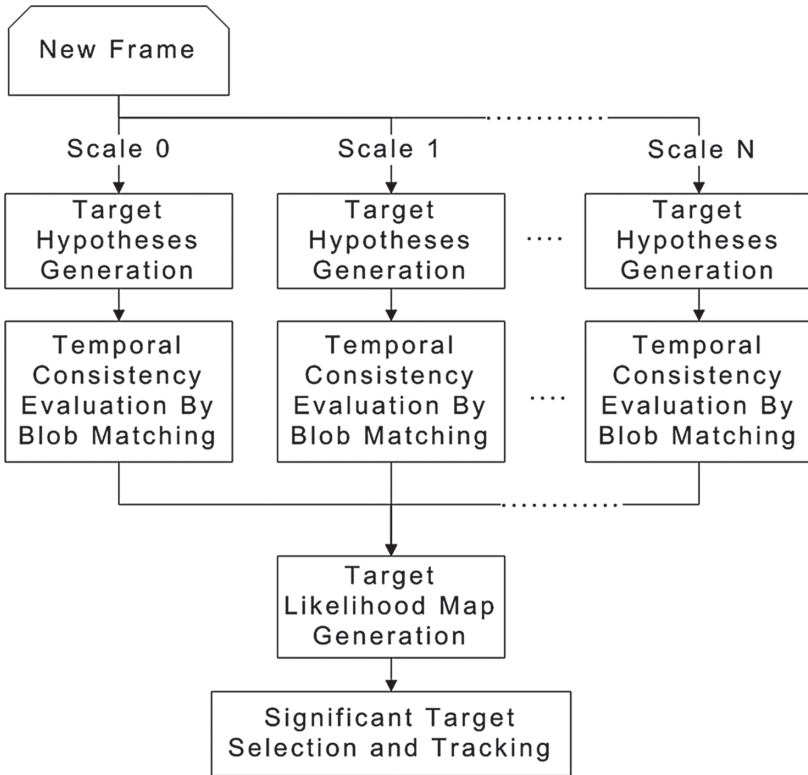 New Frame
Scale 0
Scale 1
Scale N
Target
Hypotheses
Generation
Target
Hypotheses
Generation
....
Target
Hypotheses
Generation
Temporal
Consistency
Evaluation By
Blob Matching
Temporal
Consistency
Evaluation By
Blob Matching
....
Temporal
Consistency
Evaluation By
Blob Matching
Target
Likelihood Map
Generation
Significant Target
Selection and Tracking